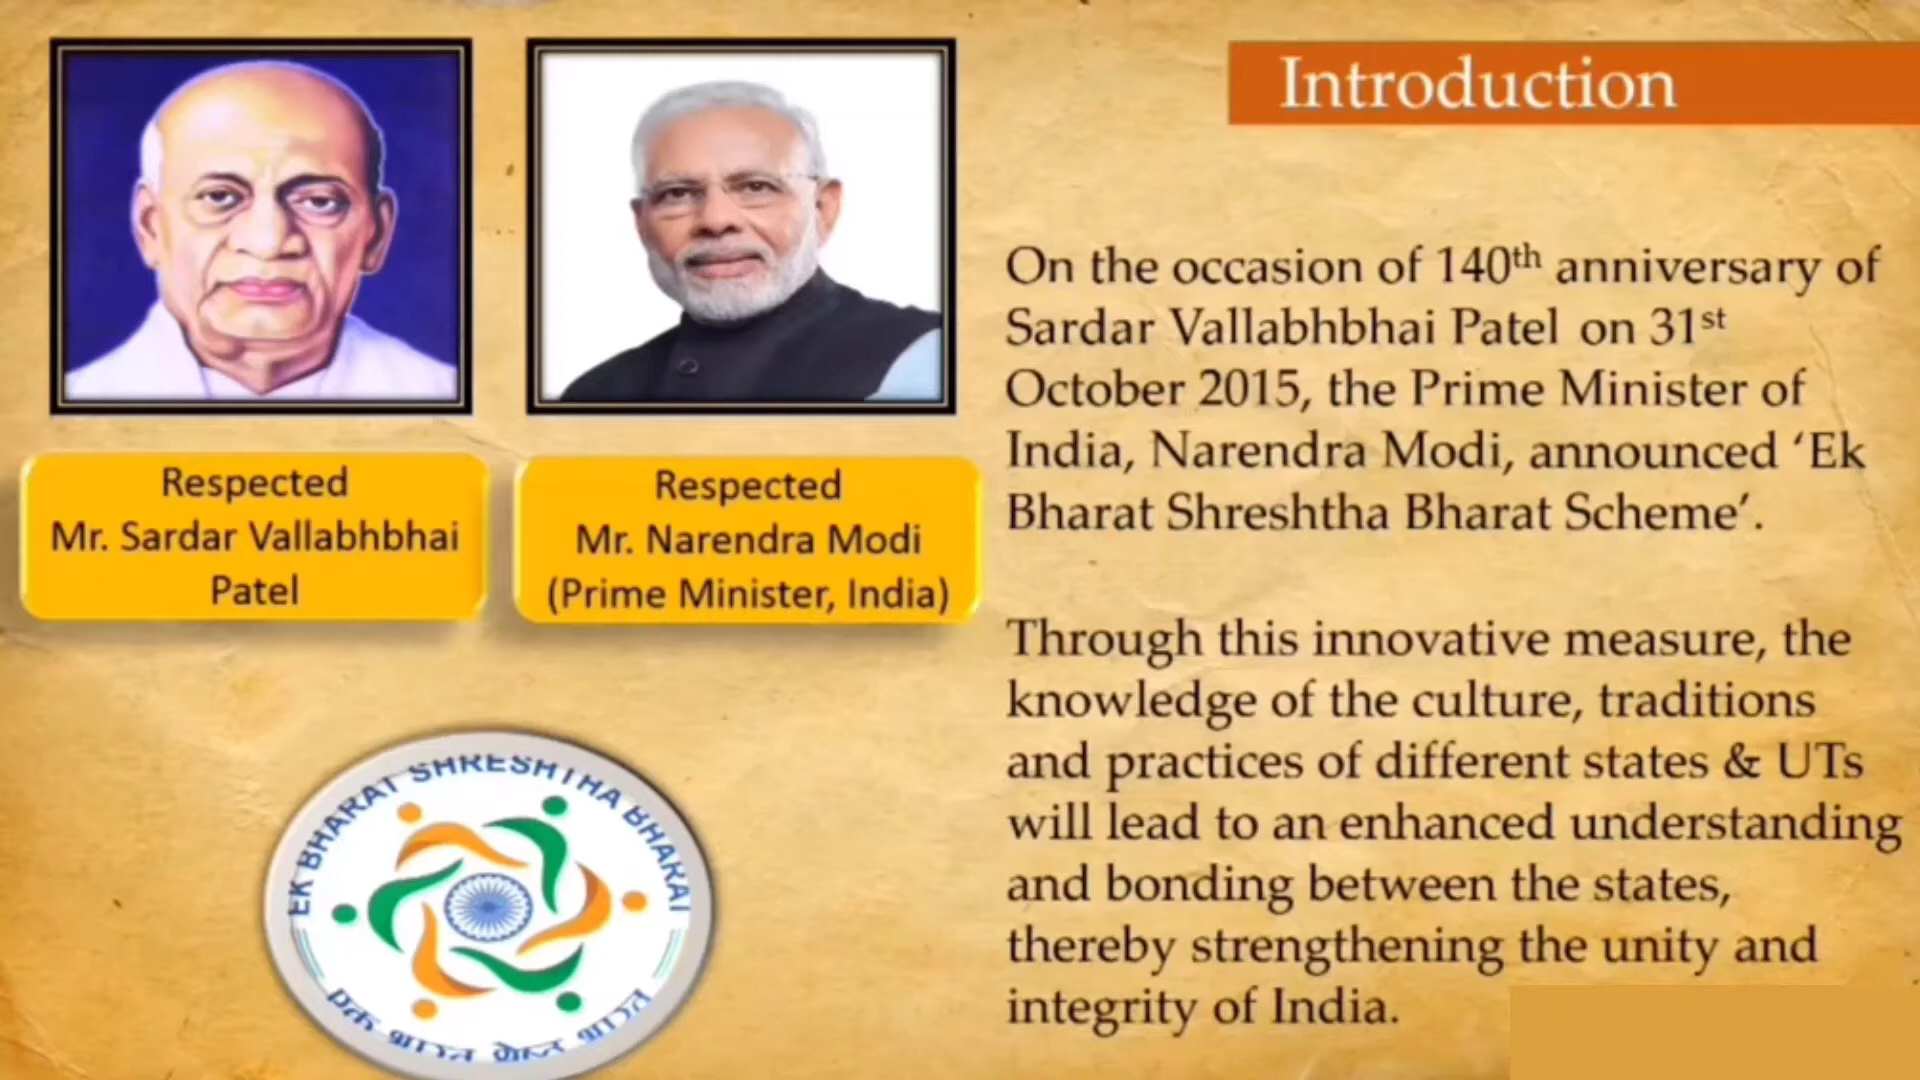 Introduction
Respected
Mr. Sardar Vallabhbhai
Patel
Respected
Mr. Narendra Modi
(Prime Minister, India)
On the occasion of 140th anniversary of
Sardar Vallabhbhai Patel on 31st
October 2015, the Prime Minister of
India, Narendra Modi, announced ‘Ek
Bharat Shreshtha Bharat Scheme’.
Through this innovative measure, the
knowledge of the culture, traditions
and practices of different states & UTs
will lead to an enhanced understanding
and bonding between the states,
thereby strengthening the unity and
integrity of India.
EK BHARAT SHRESHTHA BHARAT
एक भारत श्रेष्ठ भारत